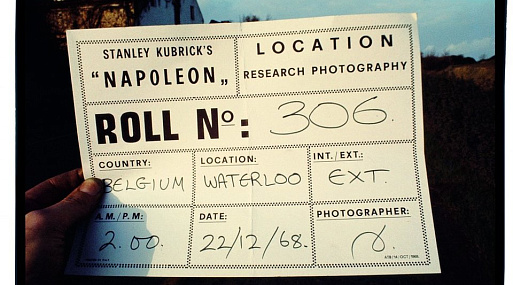 STANLEY KUBRICK'S
"NAPOLEON"
LOCATION
RESEARCH PHOTOGRAPHY
ROLL Nº: 306.
COUNTRY:
BELGIUM
LOCATION:
WATERLOO
INT./EXT.:
EXT.
A.M./P.M:
2.00.
DATE:
22/12/68.
PHOTOGRAPHER: